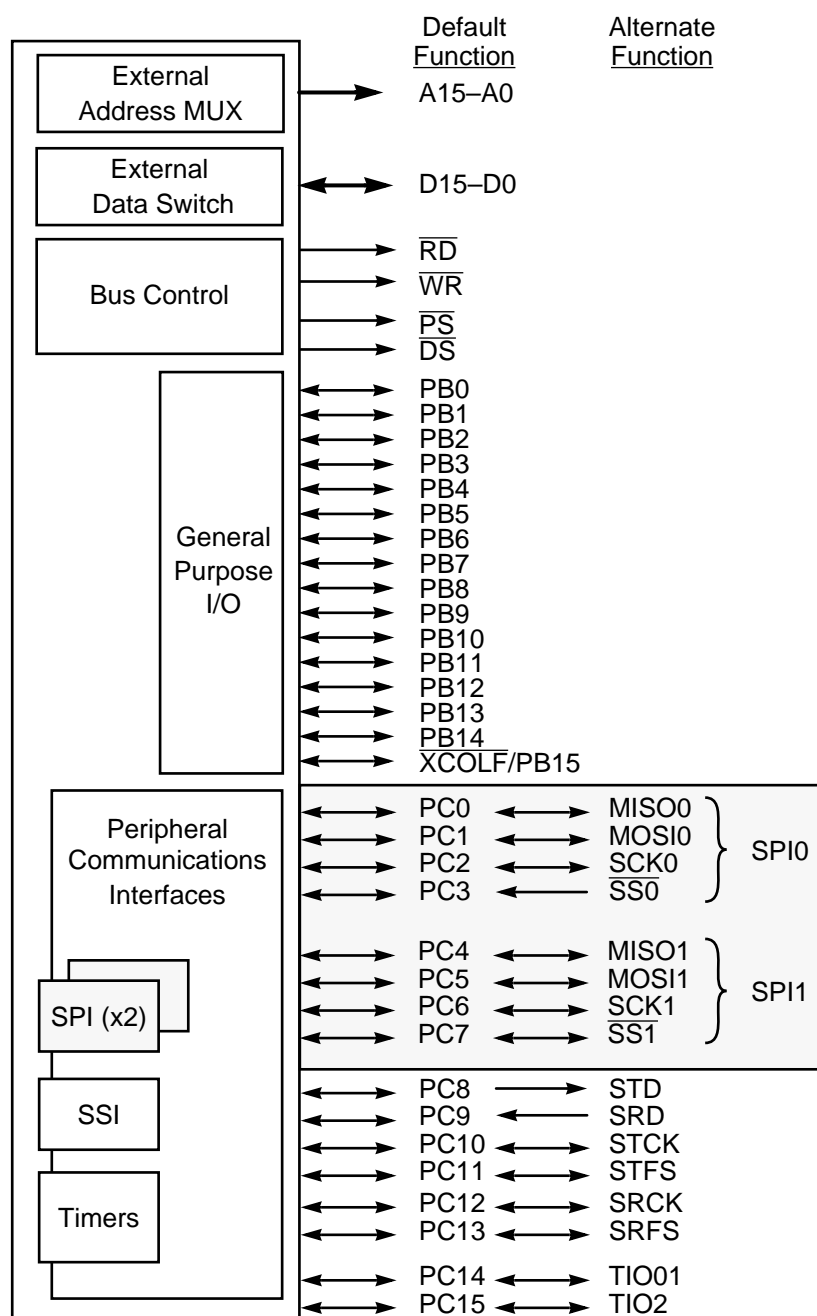 Default Alternate
Function Function
External
Address MUX
A15–A0
External
Data Switch
D15–D0
Bus Control
RD
WR
PS
DS
General
Purpose
I/O
PB0
PB1
PB2
PB3
PB4
PB5
PB6
PB7
PB8
PB9
PB10
PB11
PB12
PB13
PB14
XCOLF/PB15
Peripheral
Communications
Interfaces
PC0 MISO0
PC1 MOSI0
PC2 SCK0
PC3 SS0
SPI0
PC4 MISO1
PC5 MOSI1
PC6 SCK1
PC7 SS1
SPI1
SPI (x2)
SSI
Timers
PC8 STD
PC9 SRD
PC10 STCK
PC11 STFS
PC12 SRCK
PC13 SRFS
PC14 TIO01
PC15 TIO2